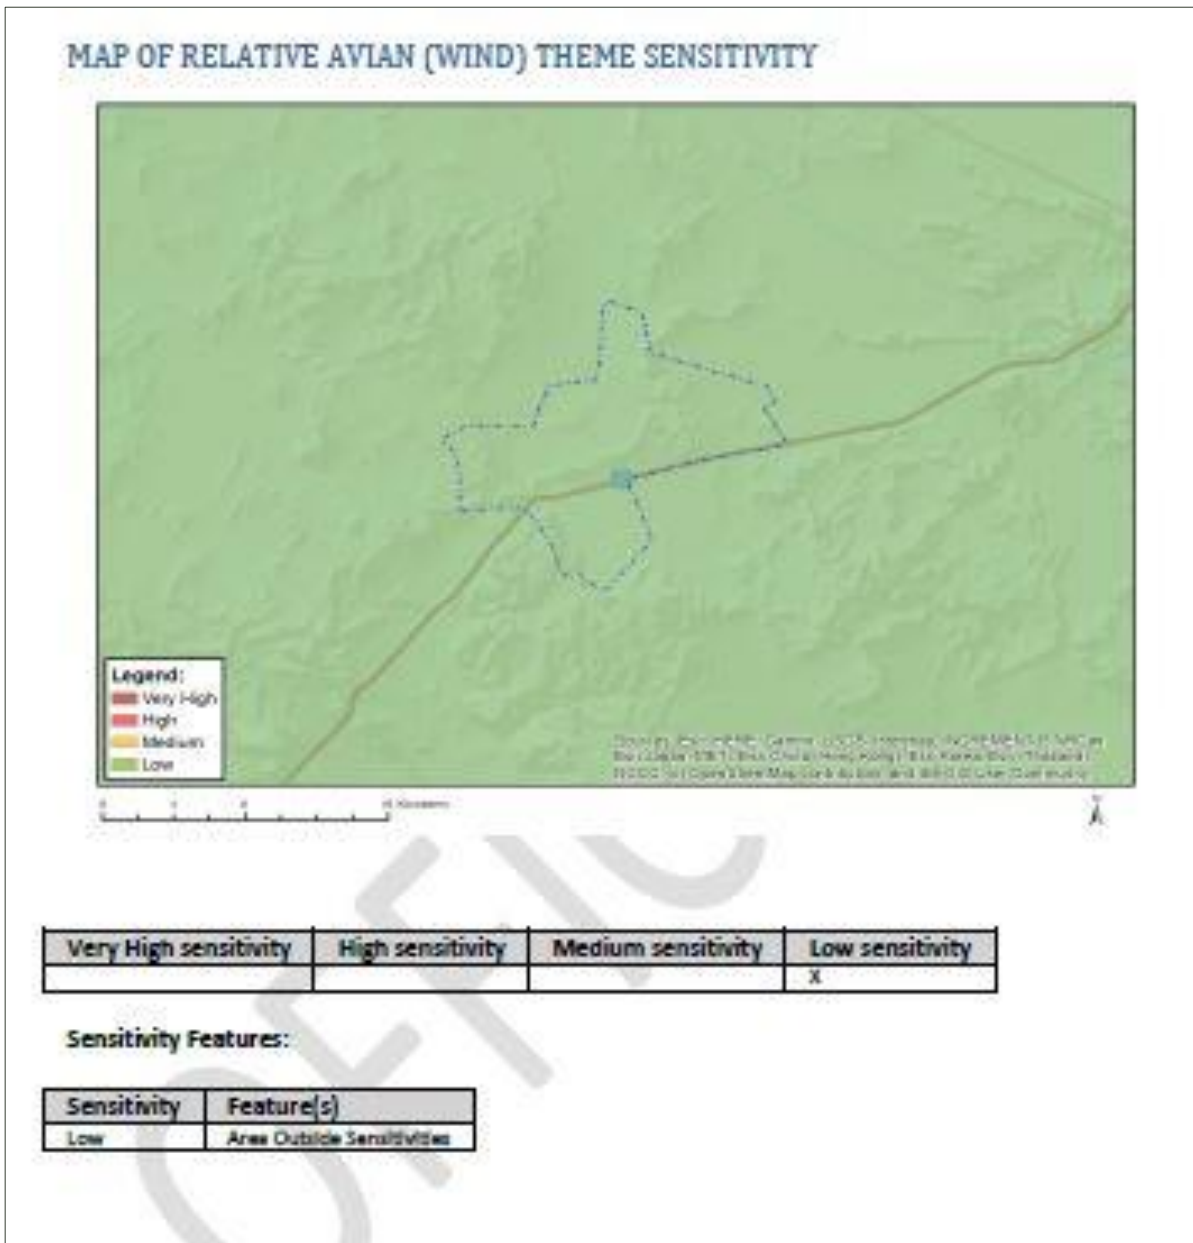 MAP OF RELATIVE AVIAN (WIND) THEME SENSITIVITY
Legend:
Very High
High
Medium
Low
Kilometers
N
Very High sensitivity High sensitivity Medium sensitivity Low sensitivity
X
Sensitivity Features:
Sensitivity Feature(s)
Low Area Outside Sensitivities